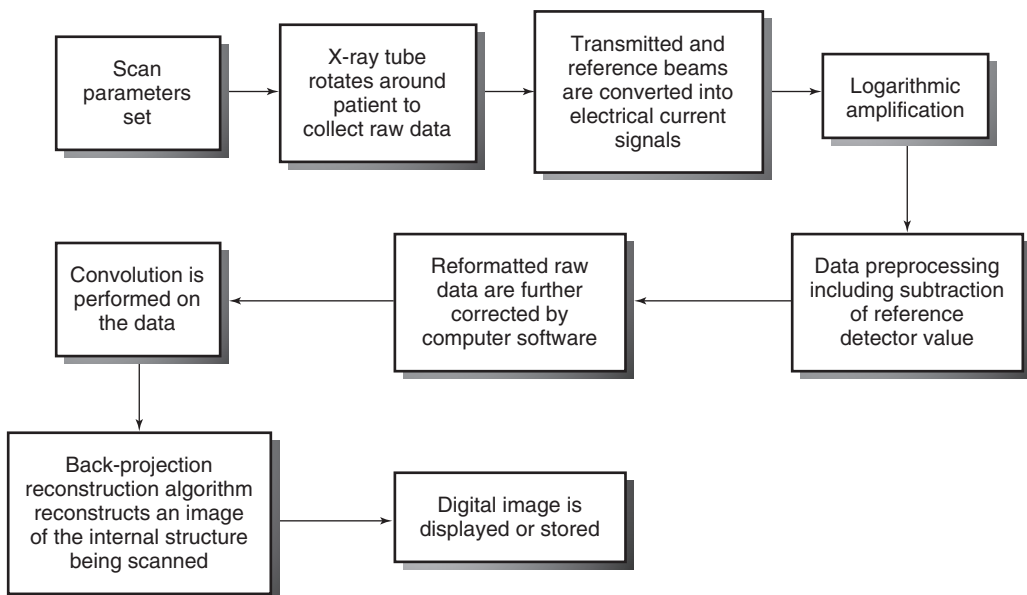 Scan
parameters
set
X-ray tube
rotates around
patient to
collect raw data
Transmitted and
reference beams
are converted into
electrical current
signals
Logarithmic
amplification
Data preprocessing
including subtraction
of reference
detector value
Reformatted raw
data are further
corrected by
computer software
Convolution is
performed on
the data
Back-projection
reconstruction algorithm
reconstructs an image
of the internal structure
being scanned
Digital image is
displayed or stored